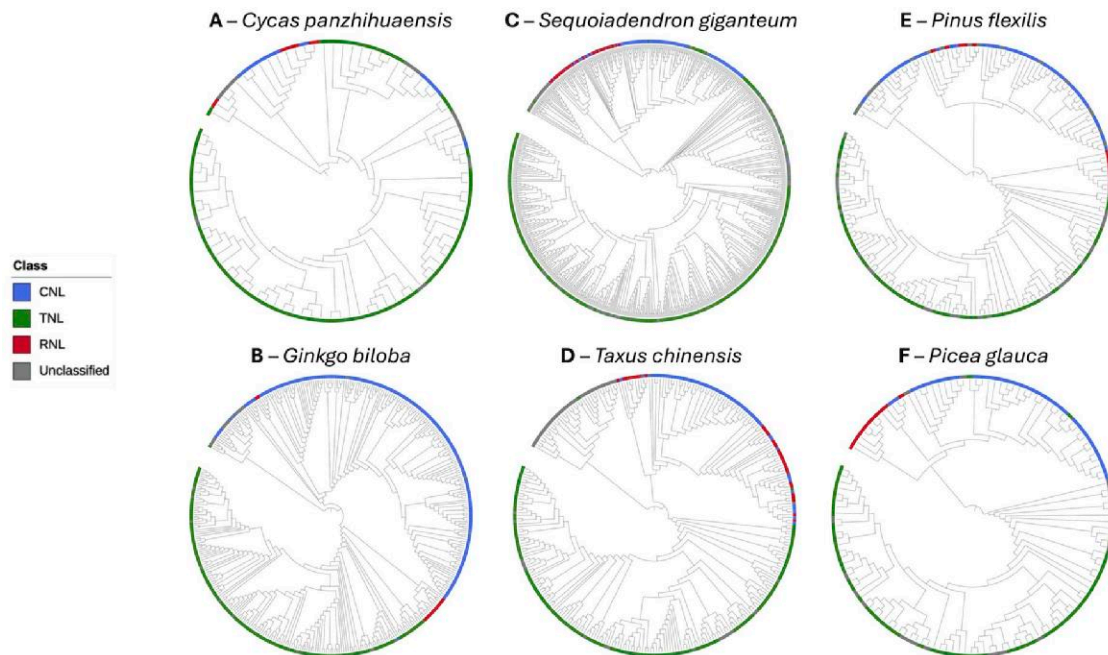 A – Cycas panzhihuaensis
C – Sequoiadendron giganteum
E – Pinus flexilis
Class
CNL
TNL
RNL
Unclassified
B – Ginkgo biloba
D – Taxus chinensis
F – Picea glauca